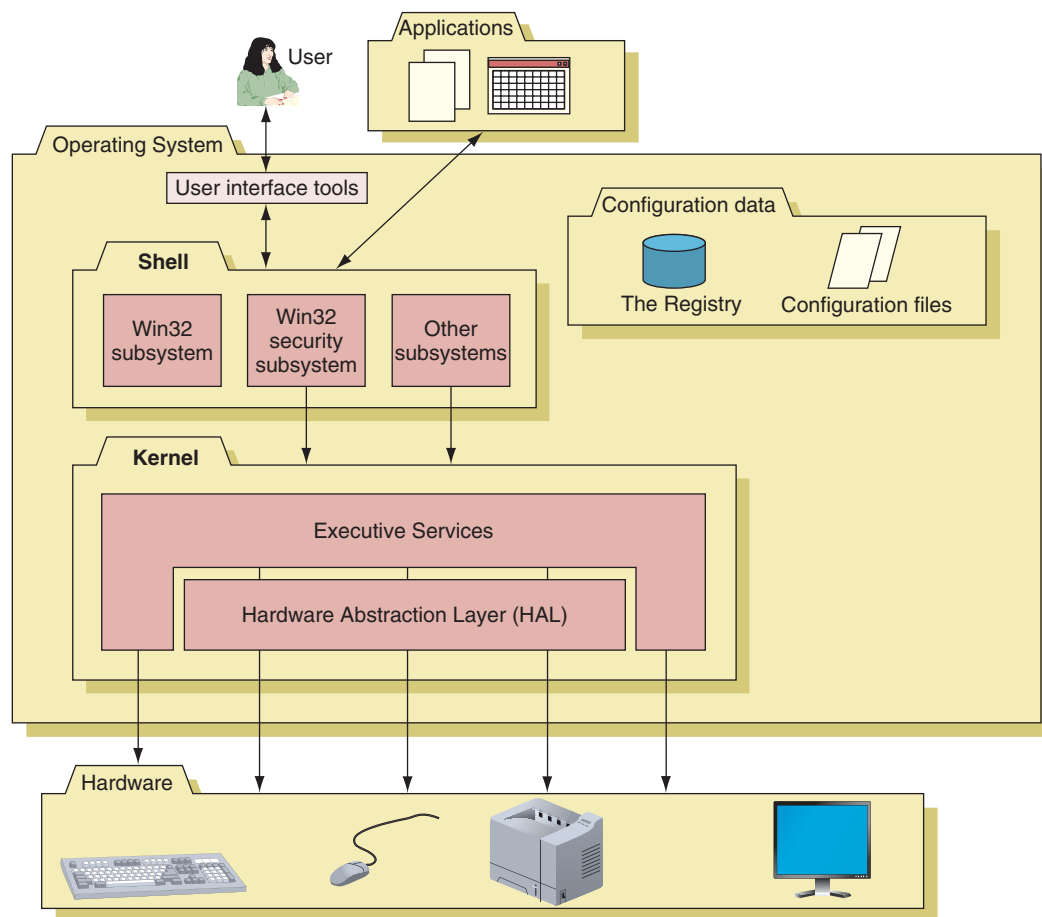 Applications
User
Operating System
User interface tools
Configuration data
The Registry
Configuration files
Shell
Win32
subsystem
Win32
security
subsystem
Other
subsystems
Kernel
Executive Services
Hardware Abstraction Layer (HAL)
Hardware